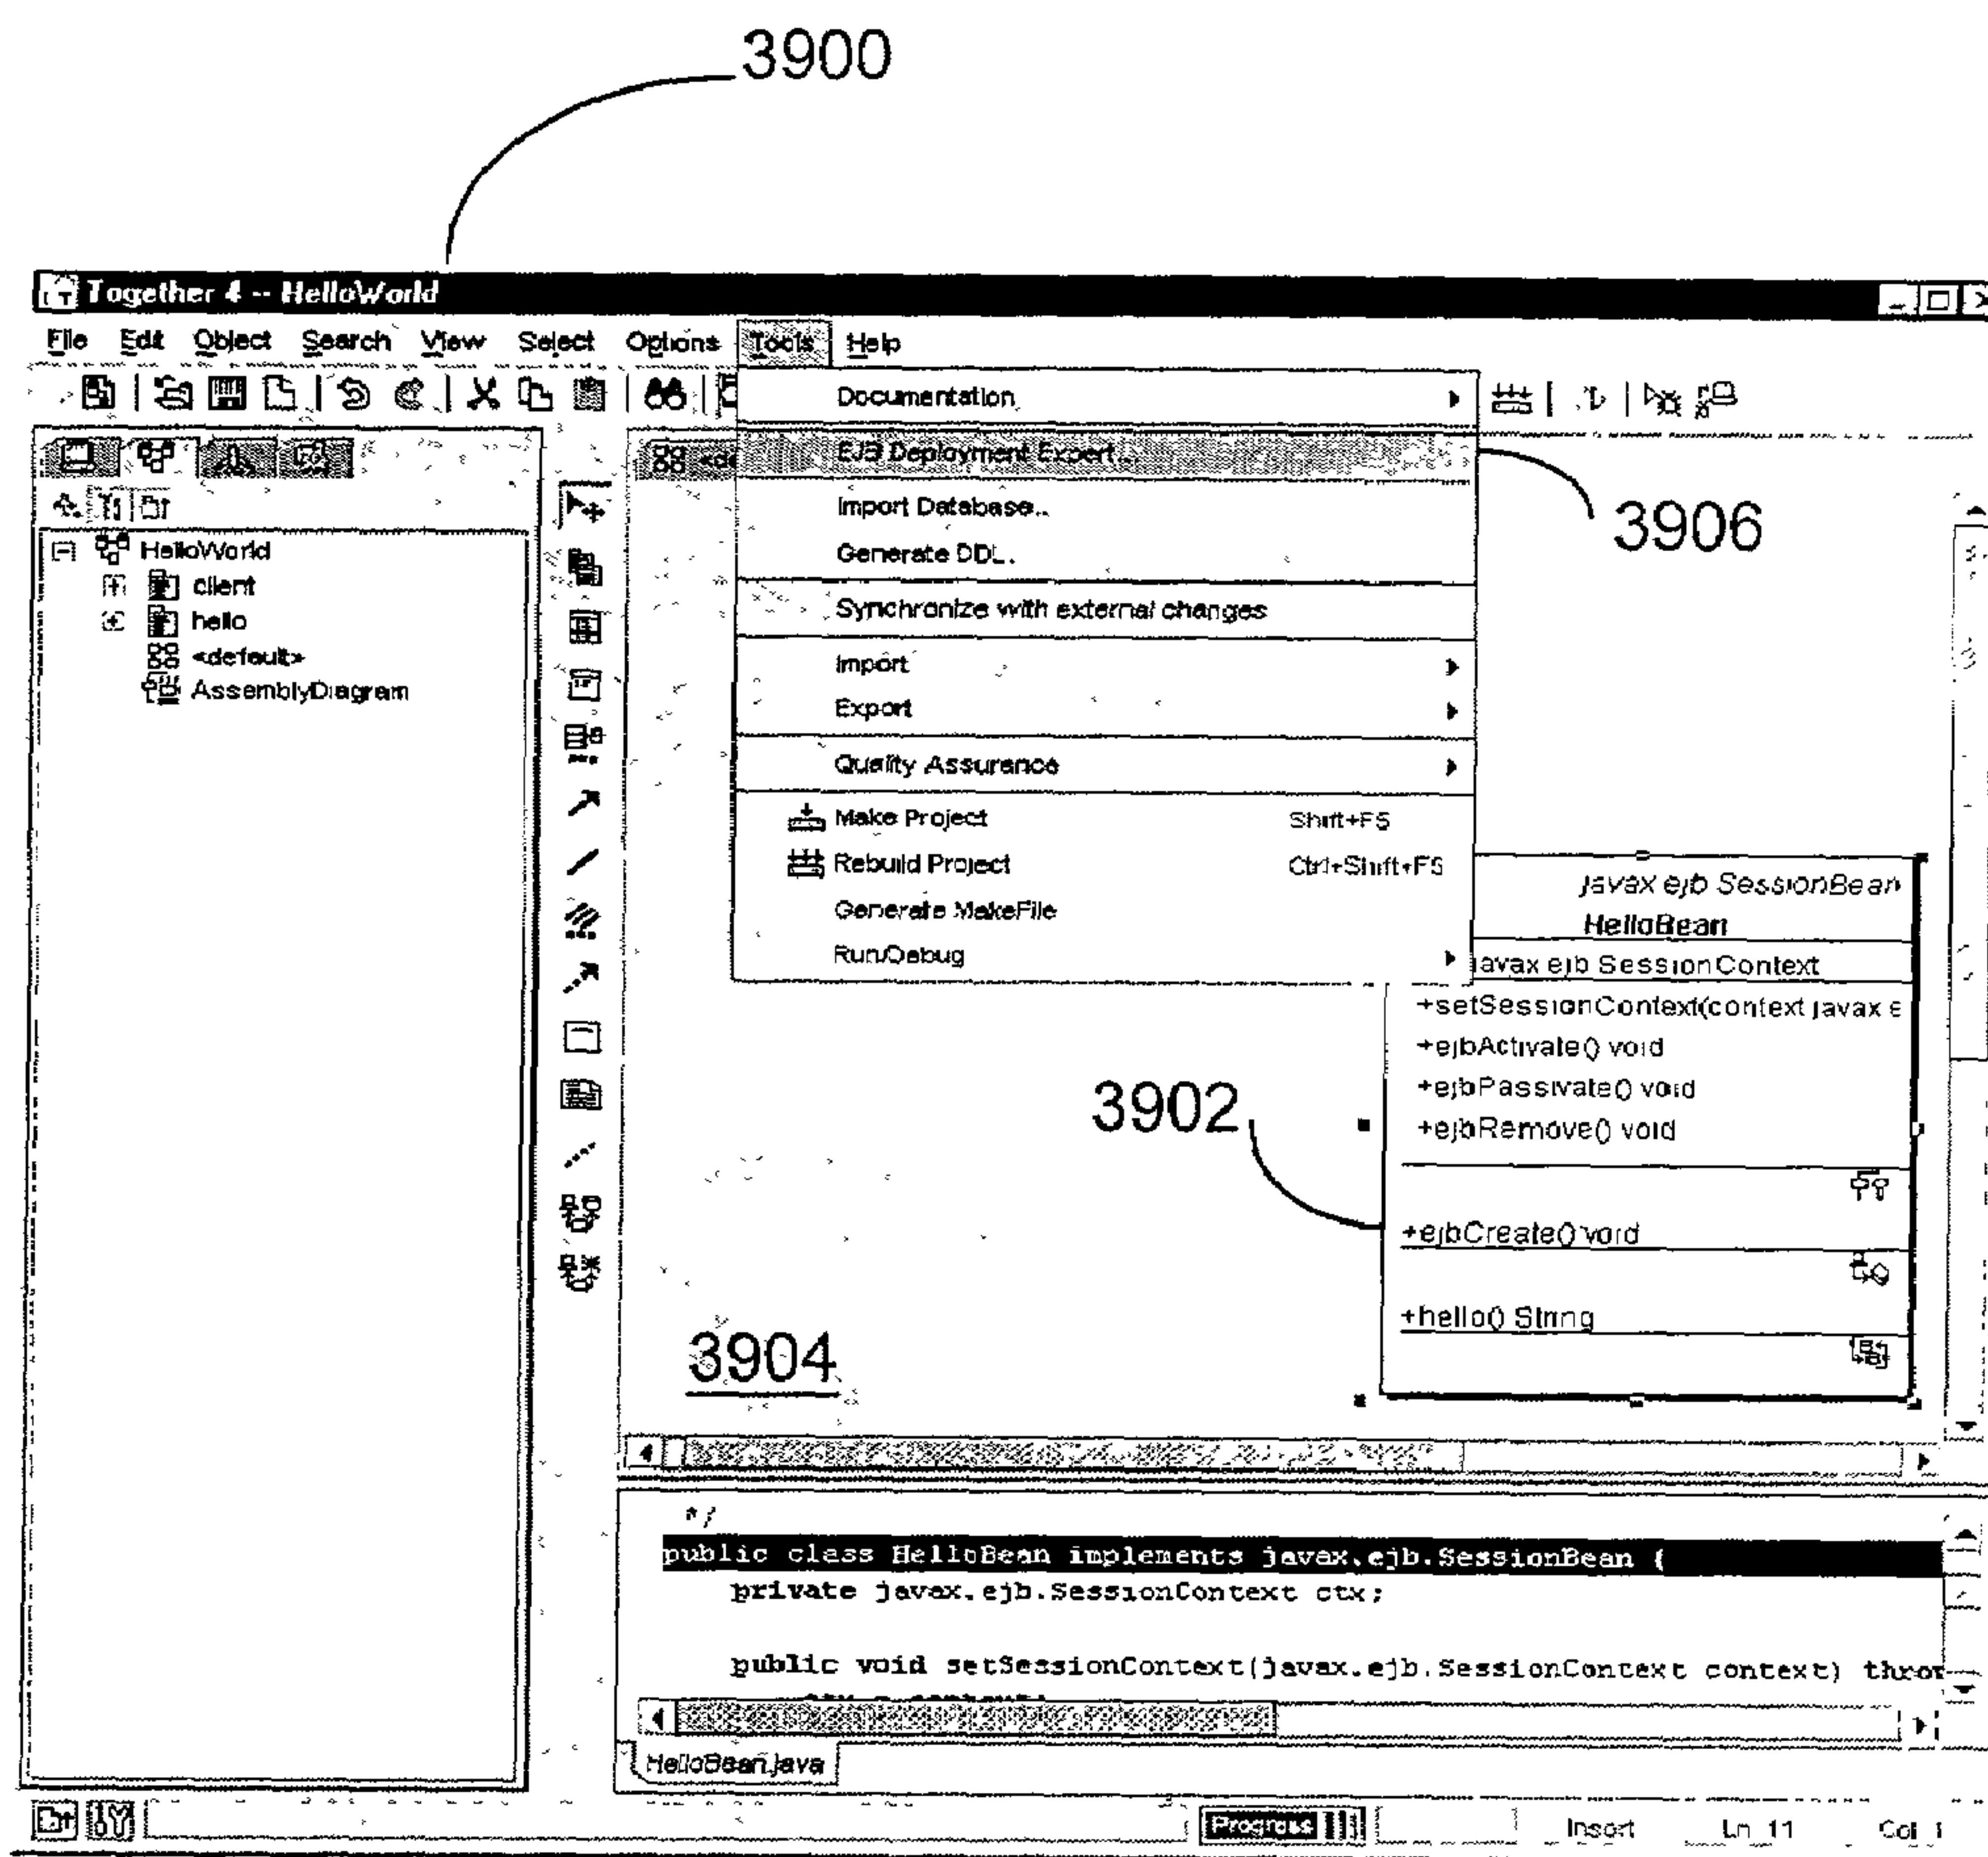 3900
Together 4 -- HelloWorld
File Edit Object Search View Select Options Tools Help
Documentation
EJB Deployment Expert...
Import Database...
Generate DDL.
Synchronize with external changes
Import
Export
Quality Assurance
Make Project Shift+F5
Rebuild Project Ctrl+Shift+F5
Generate MakeFile
Run/Debug
3906
HelloWorld
client
hello
<default>
AssemblyDiagram
javax ejb SessionBean
HelloBean
javax ejb SessionContext
+setSessionContext(context javax e
+ejbActivate() void
+ejbPassivate() void
+ejbRemove() void
3902
+ejbCreate() void
+hello() String
3904
*/
public class HelloBean implements javax.ejb.SessionBean {
private javax.ejb.SessionContext ctx;
public void setSessionContext(javax.ejb.SessionContext context) throw
HelloBean.java
Progress Insert Ln 11 Col 1